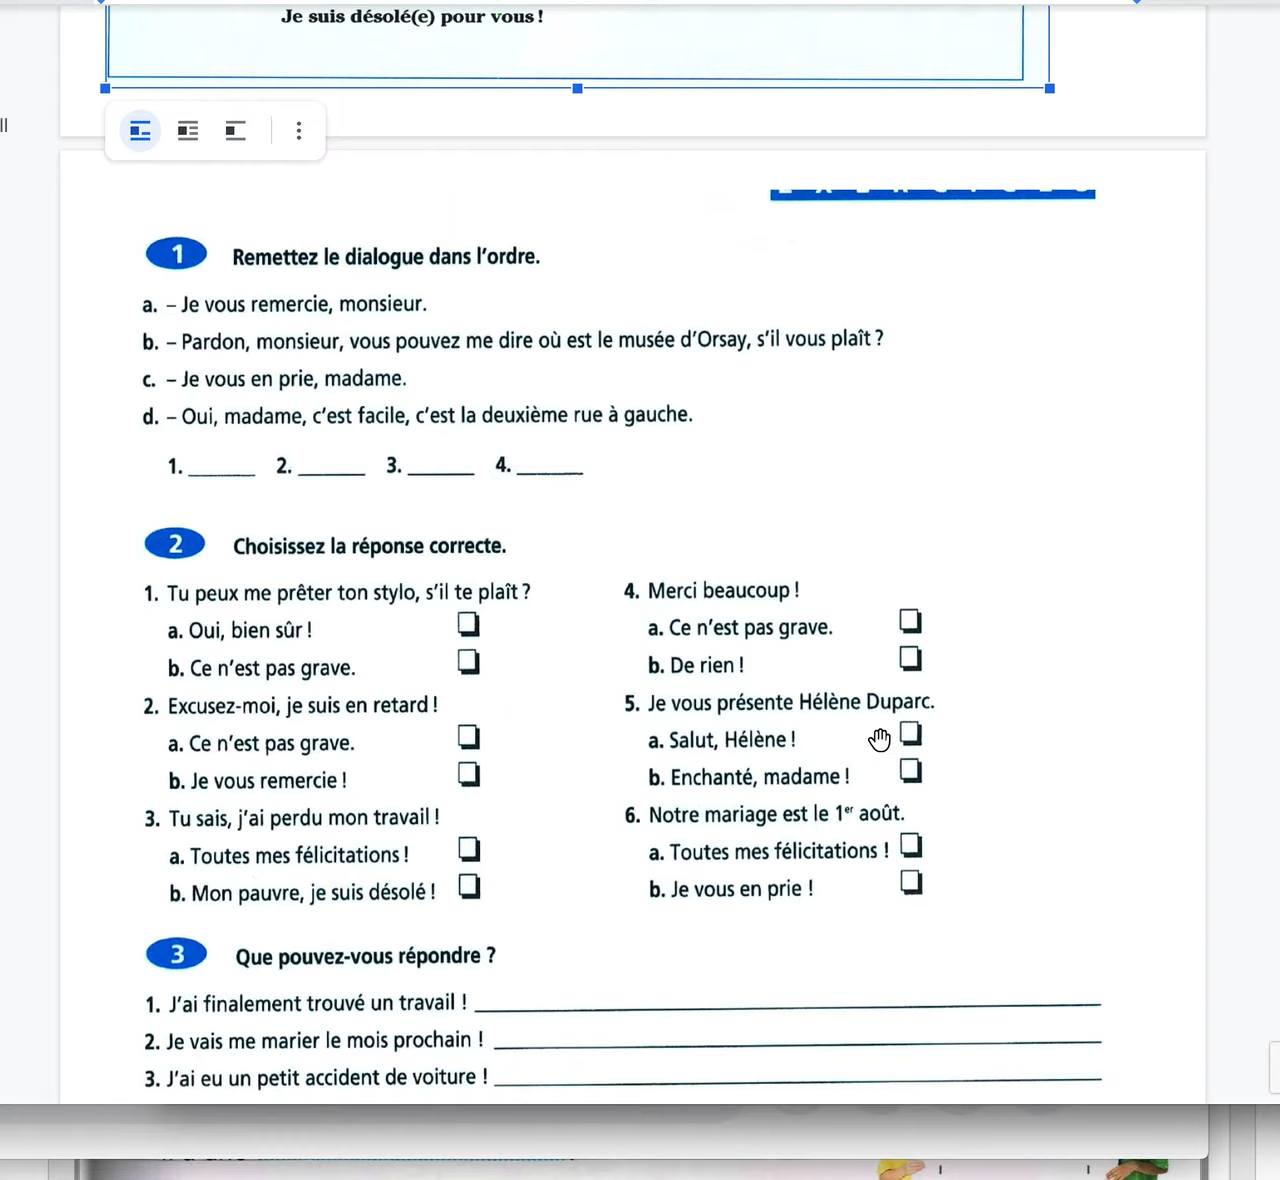 Je suis désolé(e) pour vous !
ll
1 Remettez le dialogue dans l'ordre.
a. – Je vous remercie, monsieur.
b. – Pardon, monsieur, vous pouvez me dire où est le musée d'Orsay, s'il vous plaît ?
c. – Je vous en prie, madame.
d. – Oui, madame, c'est facile, c'est la deuxième rue à gauche.
1. ______ 2. ______ 3. ______ 4. ______
2 Choisissez la réponse correcte.
1. Tu peux me prêter ton stylo, s'il te plaît ?
a. Oui, bien sûr !
b. Ce n'est pas grave.
2. Excusez-moi, je suis en retard !
a. Ce n'est pas grave.
b. Je vous remercie !
3. Tu sais, j'ai perdu mon travail !
a. Toutes mes félicitations !
b. Mon pauvre, je suis désolé !
4. Merci beaucoup !
a. Ce n'est pas grave.
b. De rien !
5. Je vous présente Hélène Duparc.
a. Salut, Hélène !
b. Enchanté, madame !
6. Notre mariage est le 1er août.
a. Toutes mes félicitations !
b. Je vous en prie !
3 Que pouvez-vous répondre ?
1. J'ai finalement trouvé un travail !
2. Je vais me marier le mois prochain !
3. J'ai eu un petit accident de voiture !